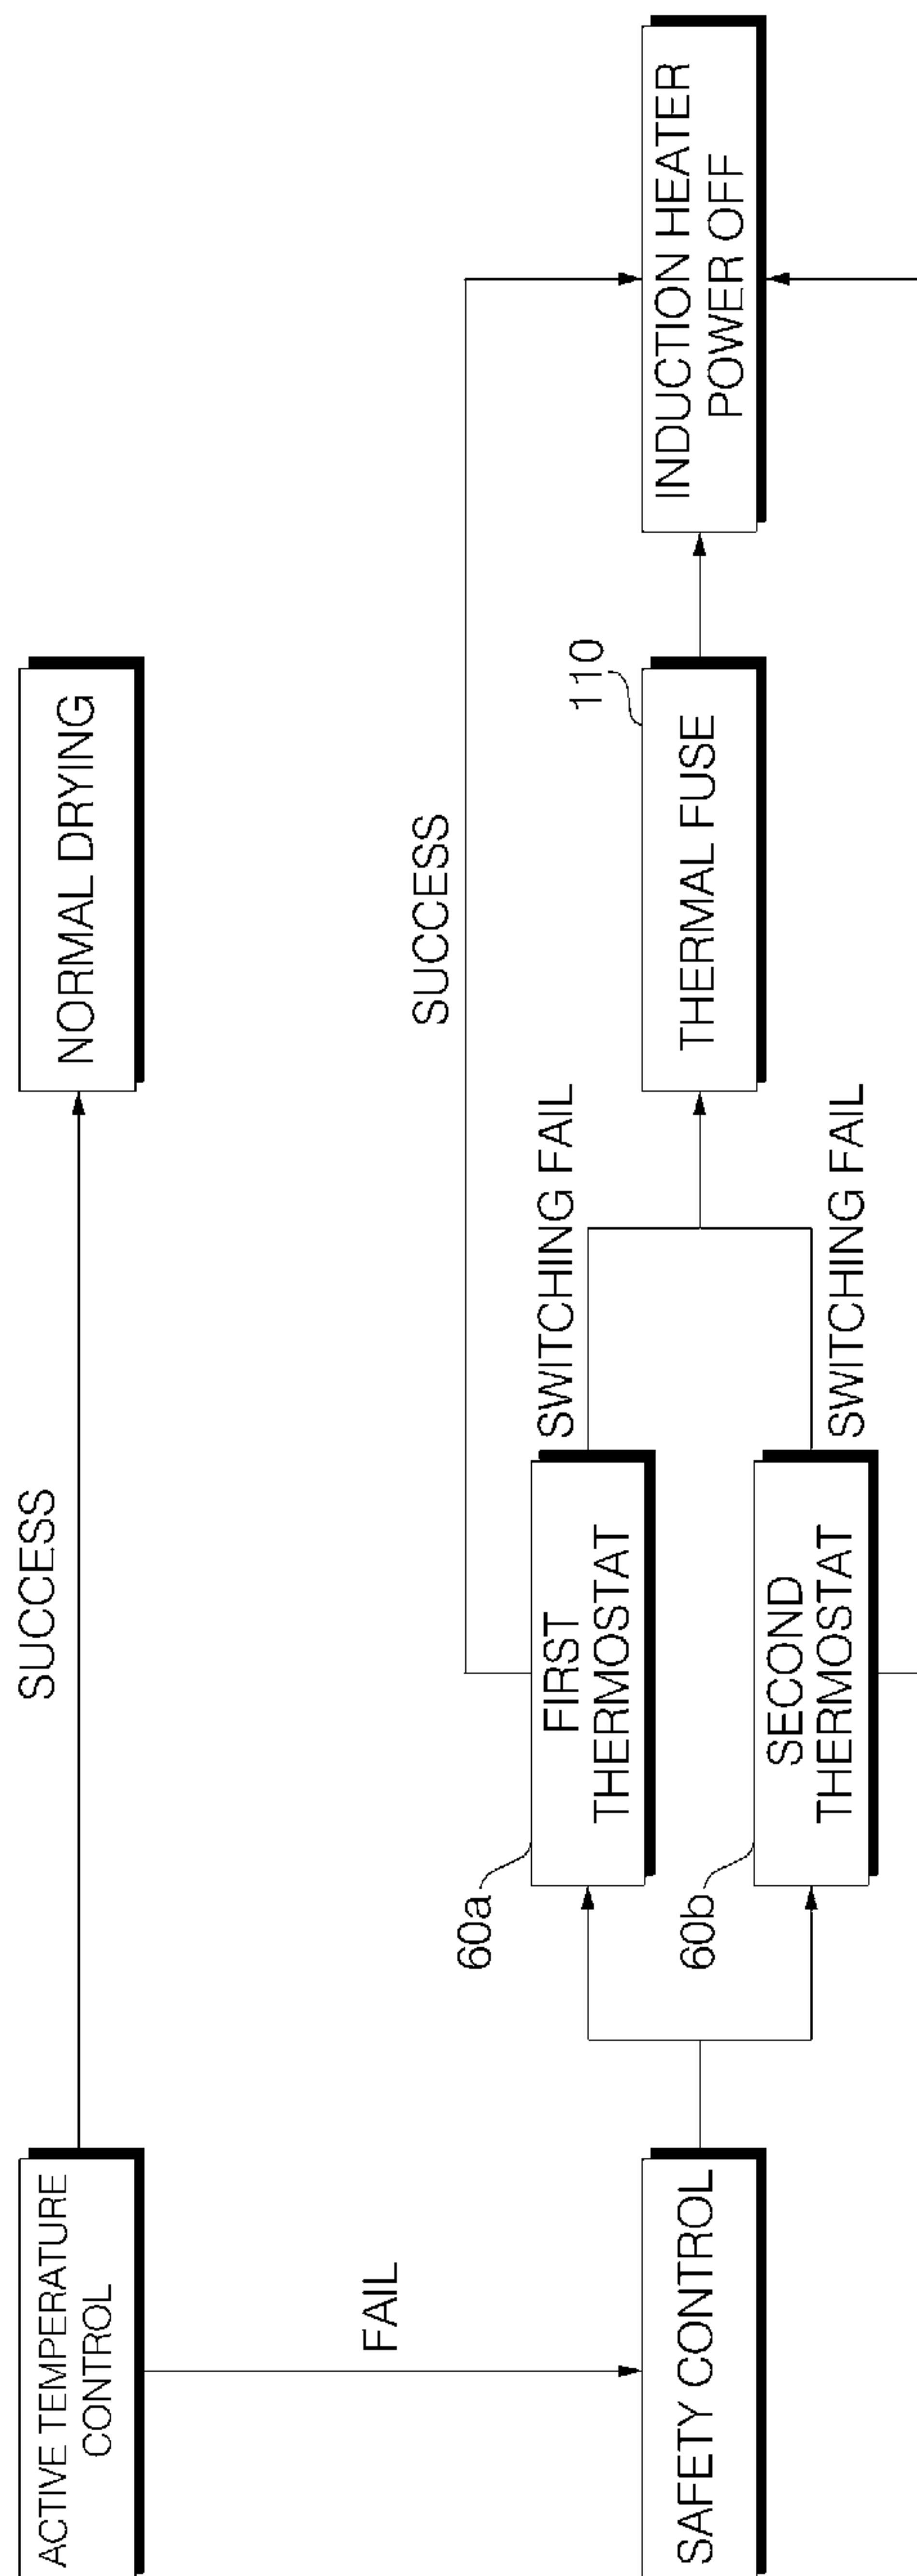 ACTIVE TEMPERATURE
CONTROL
SUCCESS
NORMAL DRYING
FAIL
SAFETY CONTROL
60a
FIRST
THERMOSTAT
60b
SECOND
THERMOSTAT
SWITCHING FAIL
SWITCHING FAIL
SUCCESS
110
THERMAL FUSE
INDUCTION HEATER
POWER OFF